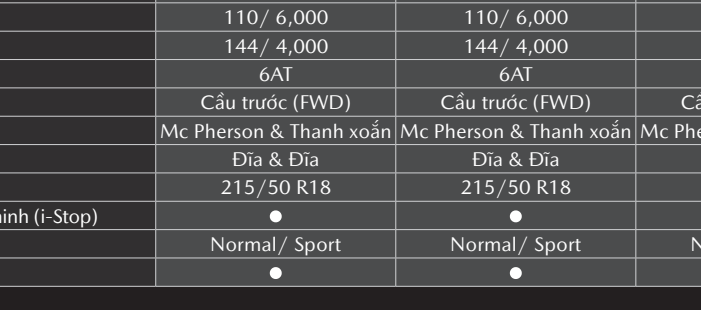 110/ 6,000 110/ 6,000
144/ 4,000 144/ 4,000
6AT 6AT
Cầu trước (FWD) Cầu trước (FWD)
Mc Pherson & Thanh xoắn Mc Pherson & Thanh xoắn Mc
Đĩa & Đĩa Đĩa & Đĩa
215/50 R18 215/50 R18
(i-Stop) ● ●
Normal/ Sport Normal/ Sport
● ●